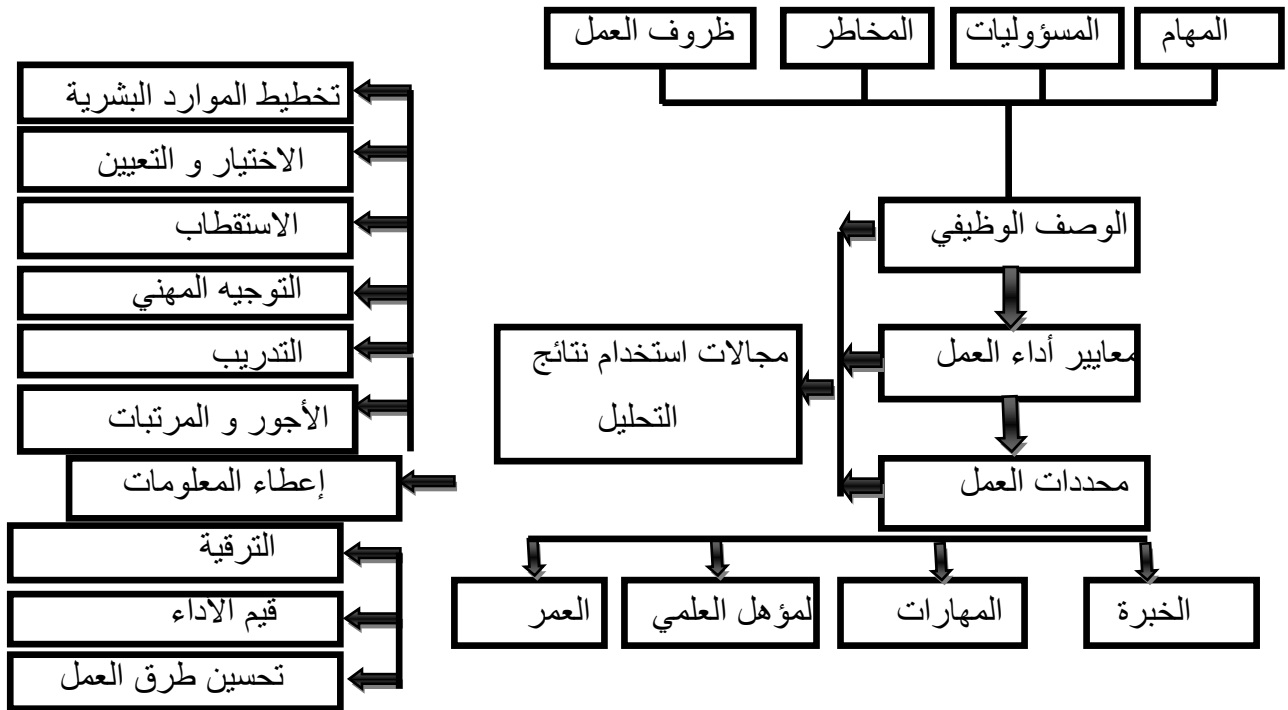 المهام
المسؤوليات
المخاطر
ظروف العمل
الوصف الوظيفي
معايير أداء العمل
محددات العمل
الخبرة
المهارات
لمؤهل العلمي
العمر
مجالات استخدام نتائج
التحليل
تخطيط الموارد البشرية
الاختيار و التعيين
الاستقطاب
التوجيه المهني
التدريب
الأجور و المرتبات
إعطاء المعلومات
الترقية
قيم الاداء
تحسين طرق العمل